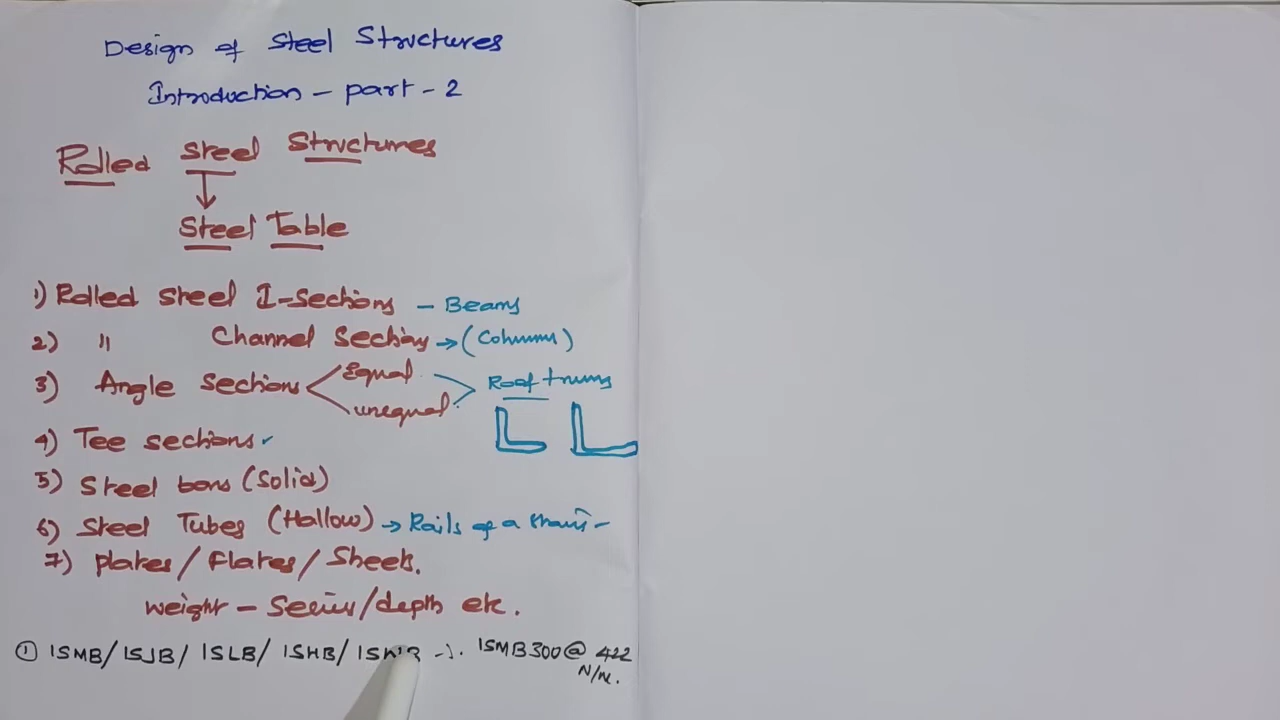 Design of Steel Structures
Introduction - part - 2
Rolled Steel Structures
Steel Table
1) Rolled Steel I-Sections - Beams
2) " Channel Sections → (Columns)
3) Angle sections Equal unequal Roof truss
4) Tee sections
5) Steel bars (Solid)
6) Steel Tubes (Hallow) → Rails of a
7) plates / Flates / Sheets.
weight - Series/depth etc.
① ISMB/ ISJB/ ISLB/ ISHB/ → ISMB300 @ 422
N/m.